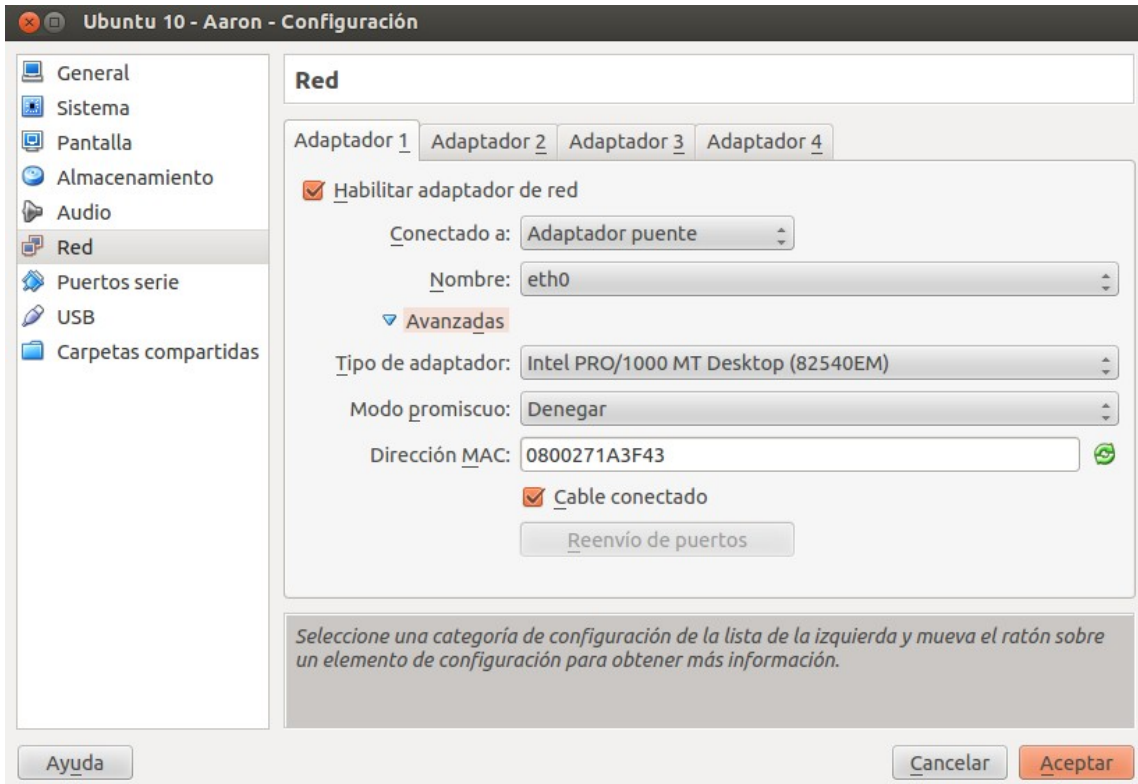 Ubuntu 10 - Aaron - Configuración
General
Sistema
Pantalla
Almacenamiento
Audio
Red
Puertos serie
USB
Carpetas compartidas
Red
Adaptador 1 Adaptador 2 Adaptador 3 Adaptador 4
Habilitar adaptador de red
Conectado a: Adaptador puente
Nombre: eth0
Avanzadas
Tipo de adaptador: Intel PRO/1000 MT Desktop (82540EM)
Modo promiscuo: Denegar
Dirección MAC: 0800271A3F43
Cable conectado
Reenvío de puertos
Seleccione una categoría de configuración de la lista de la izquierda y mueva el ratón sobre
un elemento de configuración para obtener más información.
Ayuda Cancelar Aceptar